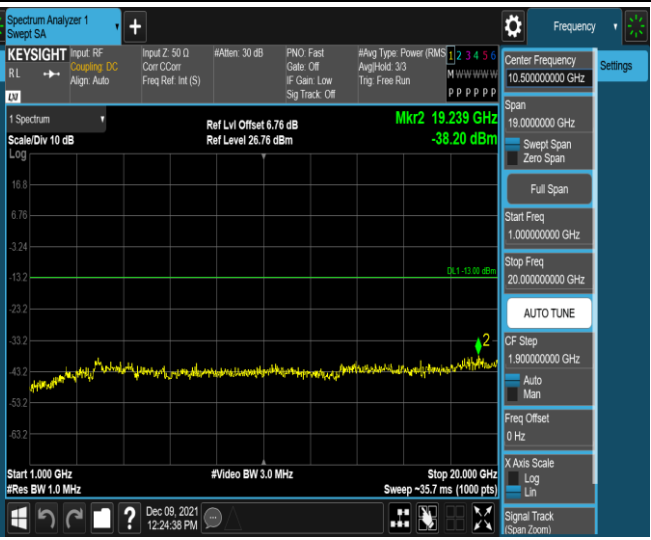 Spectrum Analyzer 1
Swept SA
Frequency
KEYSIGHT
RL
LXI
Input: RF
Coupling: DC
Align: Auto
Input Z: 50 Ω
Corr CCorr
Freq Ref: Int (S)
#Atten: 30 dB
PNO: Fast
Gate: Off
IF Gain: Low
Sig Track: Off
#Avg Type: Power (RMS
Avg|Hold: 3/3
Trig: Free Run
1 2 3 4 5 6
M W W W W W
P P P P P P
1 Spectrum
Scale/Div 10 dB
Log
Ref Lvl Offset 6.76 dB
Ref Level 26.76 dBm
Mkr2 19.239 GHz
-38.20 dBm
16.8
6.76
-3.24
-13.2
-23.2
-33.2
-43.2
-53.2
-63.2
DL1 -13.00 dBm
2
Start 1.000 GHz
#Res BW 1.0 MHz
#Video BW 3.0 MHz
Stop 20.000 GHz
Sweep ~35.7 ms (1000 pts)
?
Dec 09, 2021
12:24:38 PM
Center Frequency
10.500000000 GHz
Settings
Span
19.0000000 GHz
Swept Span
Zero Span
Full Span
Start Freq
1.000000000 GHz
Stop Freq
20.000000000 GHz
AUTO TUNE
CF Step
1.900000000 GHz
Auto
Man
Freq Offset
0 Hz
X Axis Scale
Log
Lin
Signal Track
(Span Zoom)